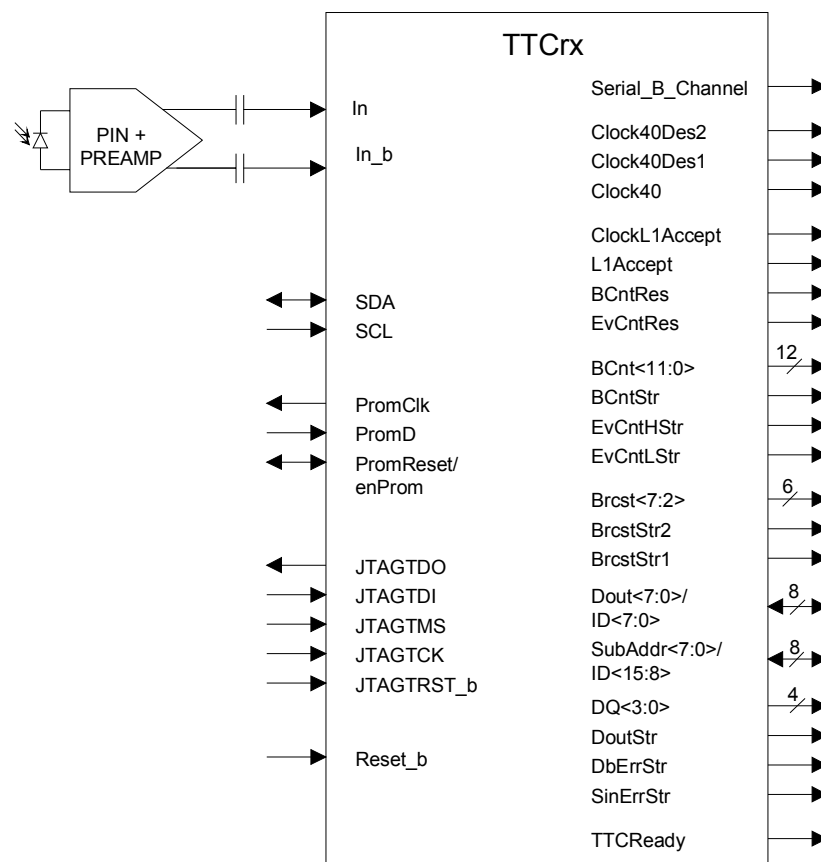 TTCrx
PIN +
PREAMP
In
In_b
SDA
SCL
PromClk
PromD
PromReset/
enProm
JTAGTDO
JTAGTDI
JTAGTMS
JTAGTCK
JTAGTRST_b
Reset_b
Serial_B_Channel
Clock40Des2
Clock40Des1
Clock40
ClockL1Accept
L1Accept
BCntRes
EvCntRes
BCnt<11:0> 12
BCntStr
EvCntHStr
EvCntLStr
Brcst<7:2> 6
BrcstStr2
BrcstStr1
Dout<7:0>/ 8
ID<7:0>
SubAddr<7:0>/ 8
ID<15:8>
DQ<3:0> 4
DoutStr
DbErrStr
SinErrStr
TTCReady